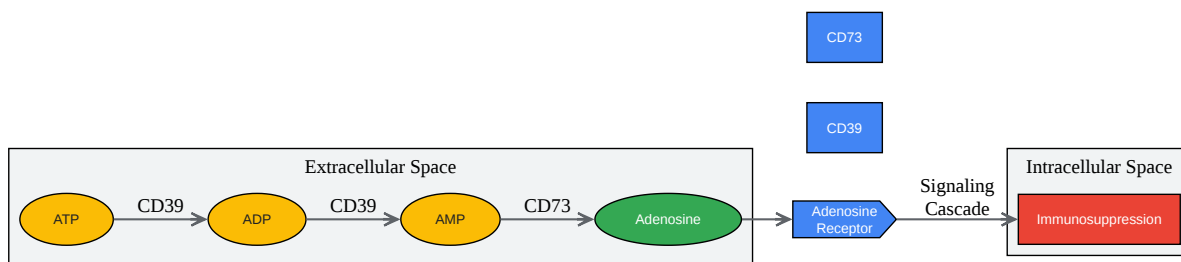 CD73
CD39
Extracellular Space
Intracellular Space
ATP
CD39
ADP
CD39
AMP
CD73
Adenosine
Adenosine
Receptor
Signaling
Cascade
Immunosuppression